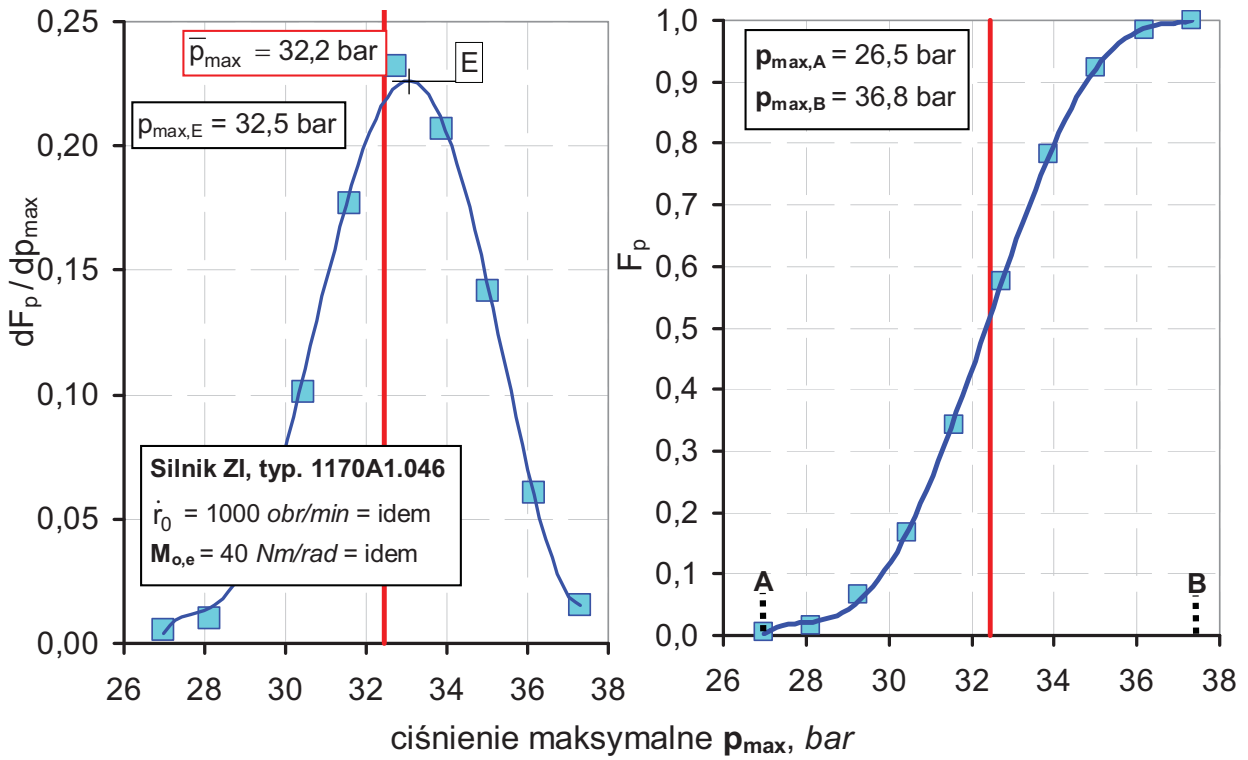 0,25
0,20
0,15
0,10
0,05
0,00
dFp/dpmax
p̅max = 32,2 bar
E
pmax,E = 32,5 bar
Silnik ZI, typ. 1170A1.046
ṙ0 = 1000 obr/min = idem
Mo,e = 40 Nm/rad = idem
26 28 30 32 34 36 38
1,0
0,9
0,8
0,7
0,6
0,5
0,4
0,3
0,2
0,1
0,0
Fp
pmax,A = 26,5 bar
pmax,B = 36,8 bar
A
B
26 28 30 32 34 36 38
ciśnienie maksymalne pmax, bar